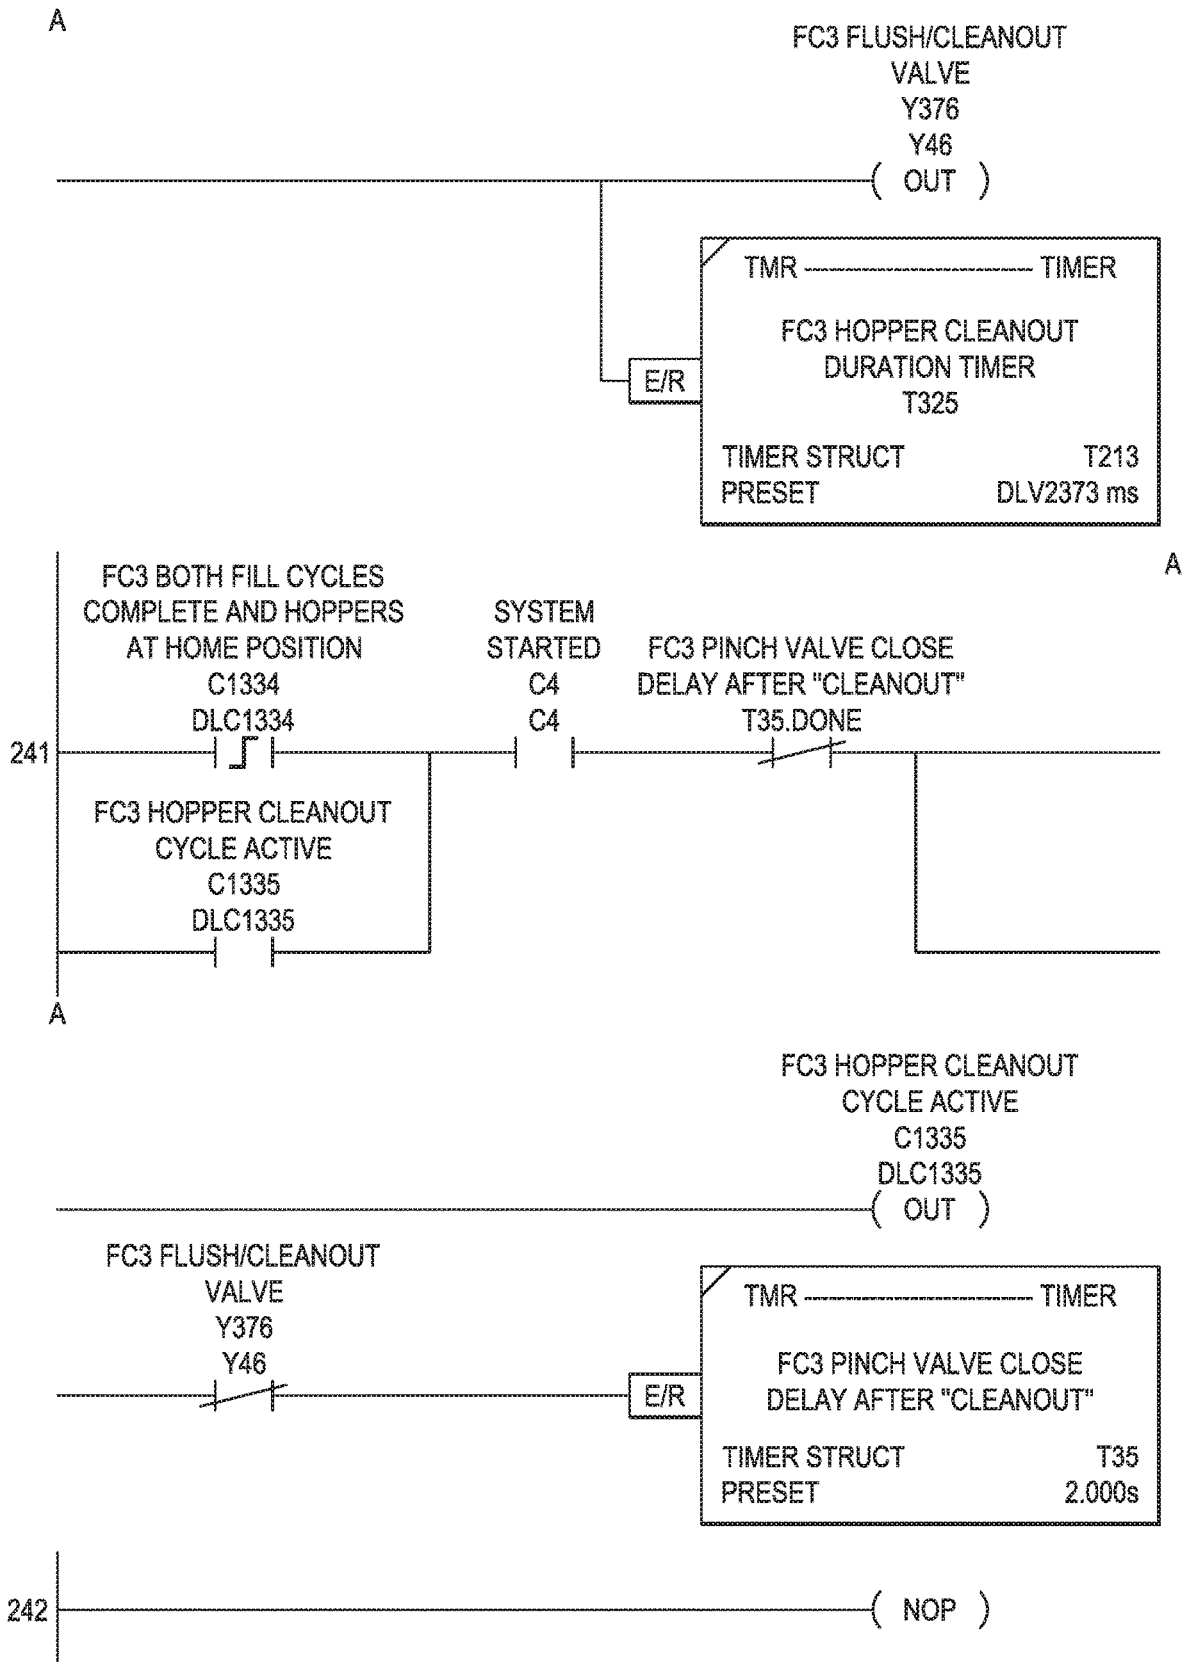 A
FC3 FLUSH/CLEANOUT
VALVE
Y376
Y46
( OUT )
TMR TIMER
FC3 HOPPER CLEANOUT
DURATION TIMER
T325
E/R
TIMER STRUCT T213
PRESET DLV2373 ms
A
FC3 BOTH FILL CYCLES
COMPLETE AND HOPPERS
AT HOME POSITION
C1334
DLC1334
SYSTEM
STARTED
C4
C4
FC3 PINCH VALVE CLOSE
DELAY AFTER "CLEANOUT"
T35.DONE
241
FC3 HOPPER CLEANOUT
CYCLE ACTIVE
C1335
DLC1335
A
FC3 HOPPER CLEANOUT
CYCLE ACTIVE
C1335
DLC1335
( OUT )
FC3 FLUSH/CLEANOUT
VALVE
Y376
Y46
TMR TIMER
FC3 PINCH VALVE CLOSE
DELAY AFTER "CLEANOUT"
E/R
TIMER STRUCT T35
PRESET 2.000s
242
( NOP )